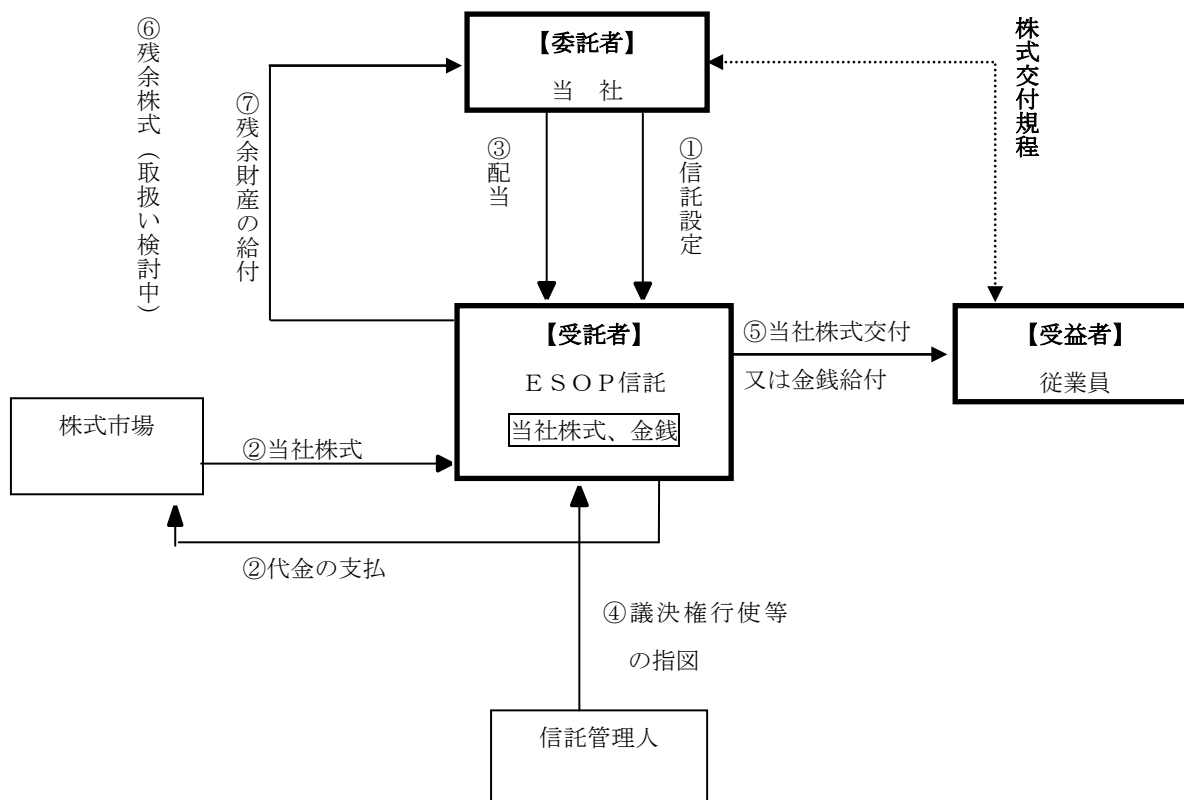 ⑥残余株式（取扱い検討中）
⑦残余財産の給付
【委託者】
当　社
株式交付規程
③配当
①信託設定
【受託者】
ＥＳＯＰ信託
当社株式、金銭
⑤当社株式交付
又は金銭給付
【受益者】
従業員
株式市場
②当社株式
②代金の支払
④議決権行使等
の指図
信託管理人